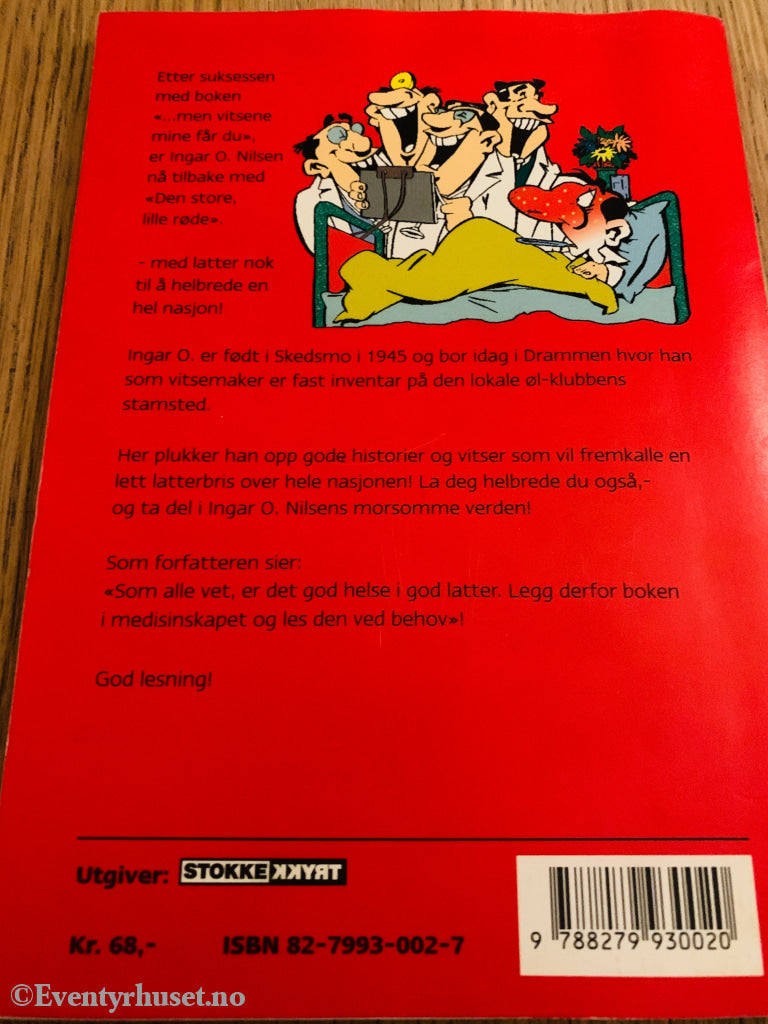 Etter suksessen
med boken
«...men vitsene
mine får du»,
er Ingar O. Nilsen
nå tilbake med
«Den store,
lille røde».
- med latter nok
til å helbrede en
hel nasjon!
Ingar O. er født i Skedsmo i 1945 og bor idag i Drammen hvor han
som vitsemaker er fast inventar på den lokale øl-klubbens
stamsted.
Her plukker han opp gode historier og vitser som vil fremkalle en
lett latterbris over hele nasjonen! La deg helbrede du også,-
og ta del i Ingar O. Nilsens morsomme verden!
Som forfatteren sier:
«Som alle vet, er det god helse i god latter. Legg derfor boken
i medisinskapet og les den ved behov»!
God lesning!
Utgiver: STOKKE TRYKK
Kr. 68,- ISBN 82-7993-002-7
9 788279 930020
©Eventyrhuset.no